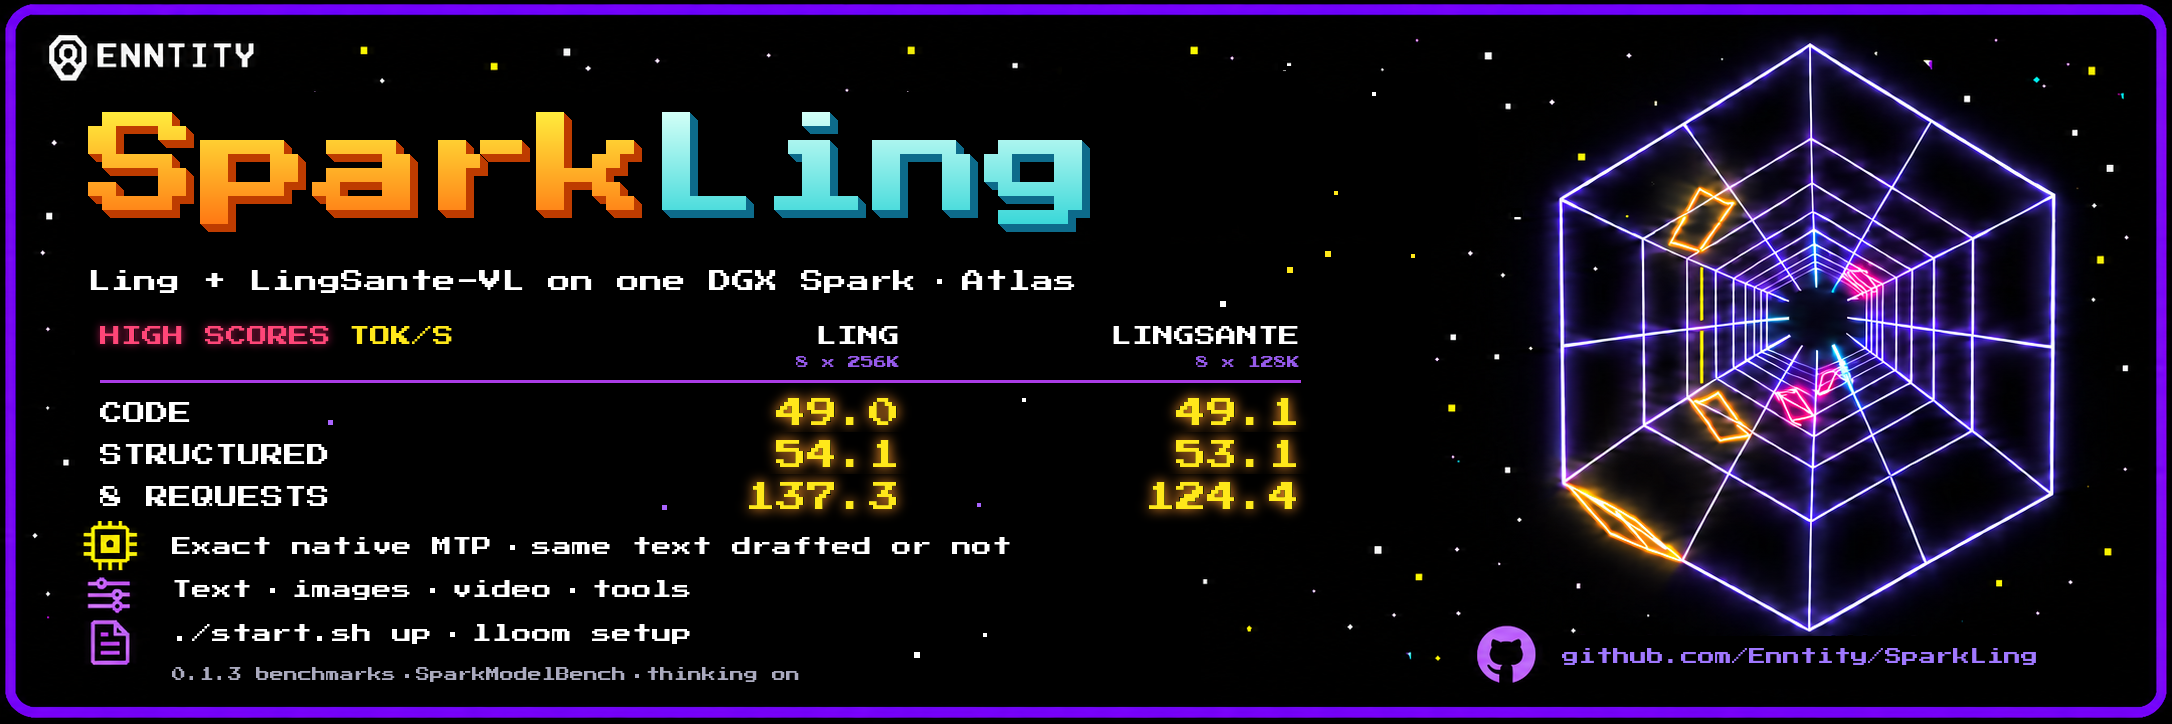 ENNTITY
SparkLing
Ling + LingSante-VL on one DGX Spark · Atlas
HIGH SCORES TOK/S LING LINGSANTE
8 x 256K 8 x 128K
CODE 49.0 49.1
STRUCTURED 54.1 53.1
8 REQUESTS 137.3 124.4
Exact native MTP · same text drafted or not
Text · images · video · tools
./start.sh up · lloom setup
0.1.3 benchmarks · SparkModelBench · thinking on
github.com/Enntity/SparkLing